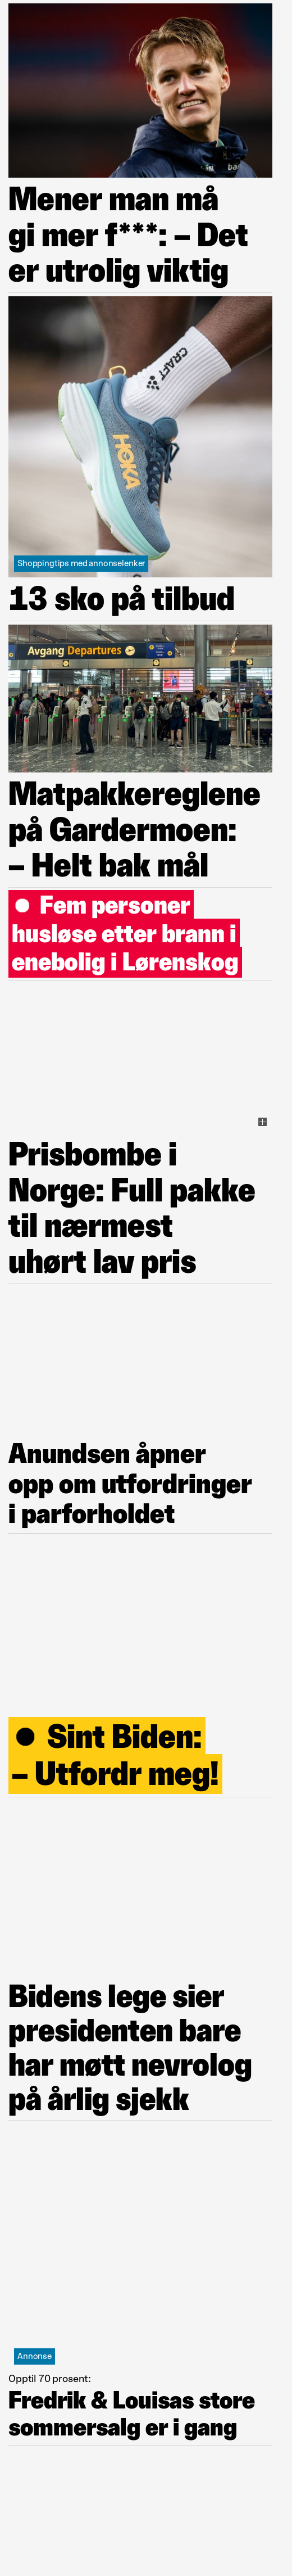 Mener man må
gi mer f***: – Det
er utrolig viktig
CRAFT
HOKA
Shoppingtips med annonselenker
13 sko på tilbud
Avgang Departures
Matpakkereglene
på Gardermoen:
– Helt bak mål
Fem personer
husløse etter brann i
enebolig i Lørenskog
Prisbombe i
Norge: Full pakke
til nærmest
uhørt lav pris
Anundsen åpner
opp om utfordringer
i parforholdet
Sint Biden:
– Utfordr meg!
Bidens lege sier
presidenten bare
har møtt nevrolog
på årlig sjekk
Annonse
Opptil 70 prosent:
Fredrik & Louisas store
sommersalg er i gang